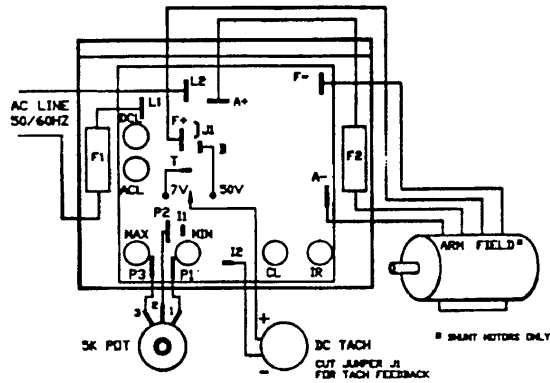 L2
F-
A+
AC LINE
50/60HZ
L1
DCL
F+
J1
B
F1
F2
T
ACL
7V
50V
A-
P2
I1
MAX
MIN
I2
ARM FIELD*
P3
P1
CL
IR
3
2
1
+
5K POT
DC TACH
-
CUT JUMPER J1
FOR TACH FEEDBACK
* SHUNT MOTORS ONLY